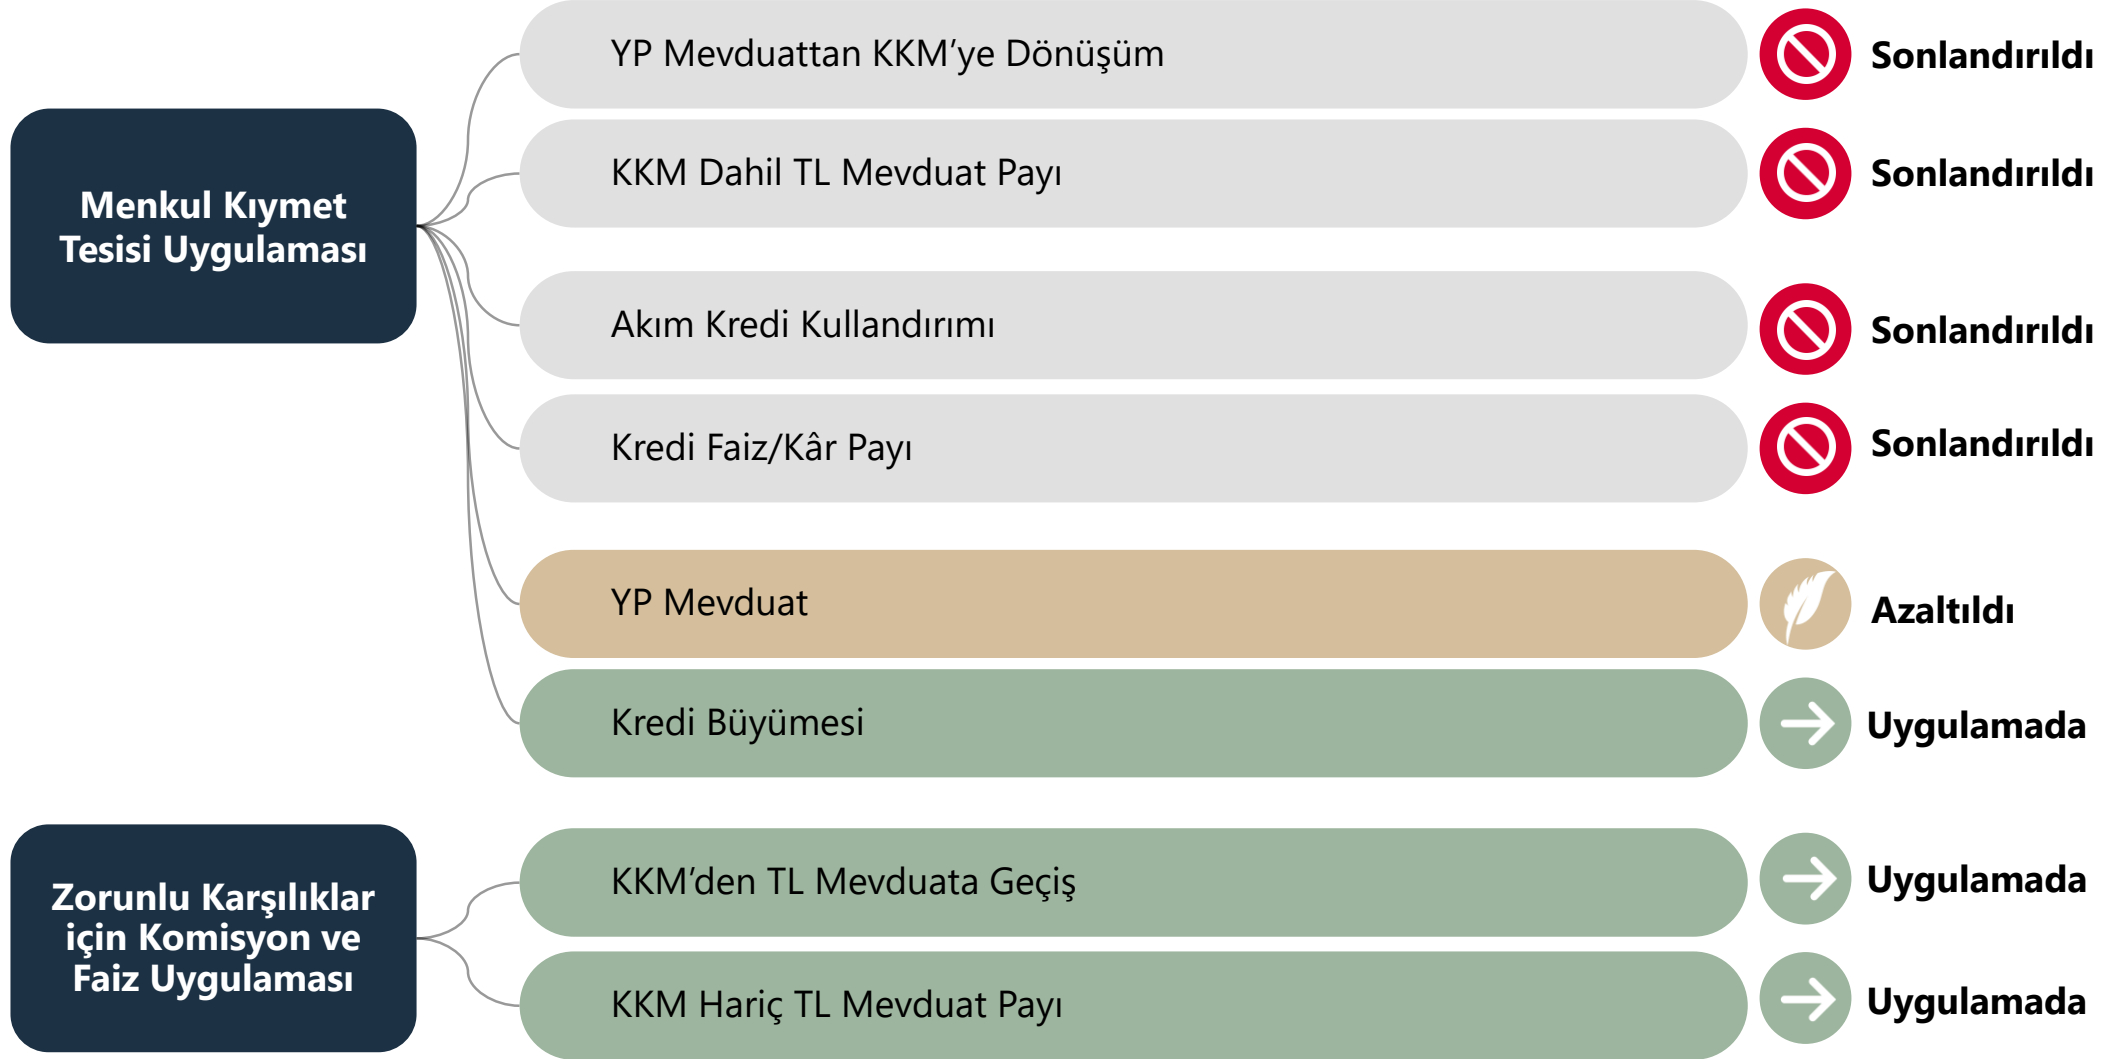 Menkul Kıymet
Tesisi Uygulaması
YP Mevduattan KKM’ye Dönüşüm
Sonlandırıldı
KKM Dahil TL Mevduat Payı
Sonlandırıldı
Akım Kredi Kullandırımı
Sonlandırıldı
Kredi Faiz/Kâr Payı
Sonlandırıldı
YP Mevduat
Azaltıldı
Kredi Büyümesi
Uygulamada
Zorunlu Karşılıklar
için Komisyon ve
Faiz Uygulaması
KKM’den TL Mevduata Geçiş
Uygulamada
KKM Hariç TL Mevduat Payı
Uygulamada